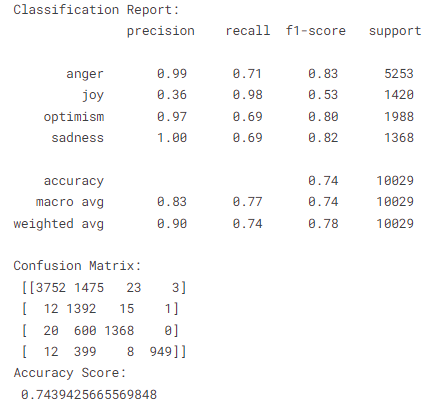 Classification Report:
precision recall f1-score support
anger 0.99 0.71 0.83 5253
joy 0.36 0.98 0.53 1420
optimism 0.97 0.69 0.80 1988
sadness 1.00 0.69 0.82 1368
accuracy 0.74 10029
macro avg 0.83 0.77 0.74 10029
weighted avg 0.90 0.74 0.78 10029
Confusion Matrix:
[[3752 1475 23 3]
[ 12 1392 15 1]
[ 20 600 1368 0]
[ 12 399 8 949]]
Accuracy Score:
0.7439425665569848